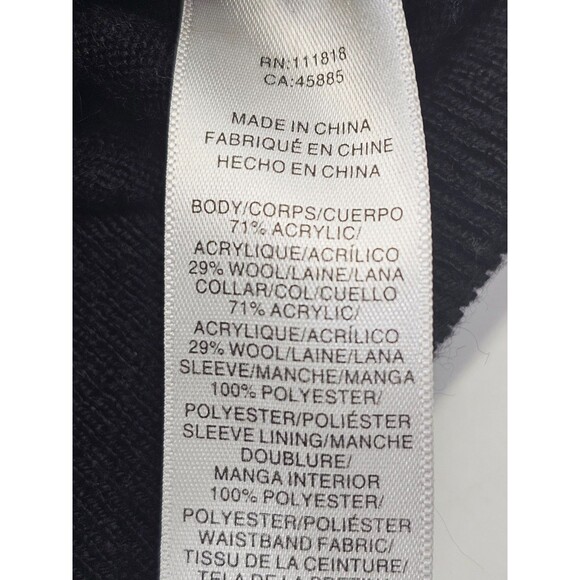 RN:111818
CA:45885
MADE IN CHINA
FABRIQUÉ EN CHINE
HECHO EN CHINA
BODY/CORPS/CUERPO
71% ACRYLIC/
ACRYLIQUE/ACRÍLICO
29% WOOL/LAINE/LANA
COLLAR/COL/CUELLO
71% ACRYLIC/
ACRYLIQUE/ACRÍLICO
29% WOOL/LAINE/LANA
SLEEVE/MANCHE/MANGA
100% POLYESTER/
POLYESTER/POLIÉSTER
SLEEVE LINING/MANCHE
DOUBLURE/
MANGA INTERIOR
100% POLYESTER/
POLYESTER/POLIÉSTER
WAISTBAND FABRIC/
TISSU DE LA CEINTURE/
TELA DE LA